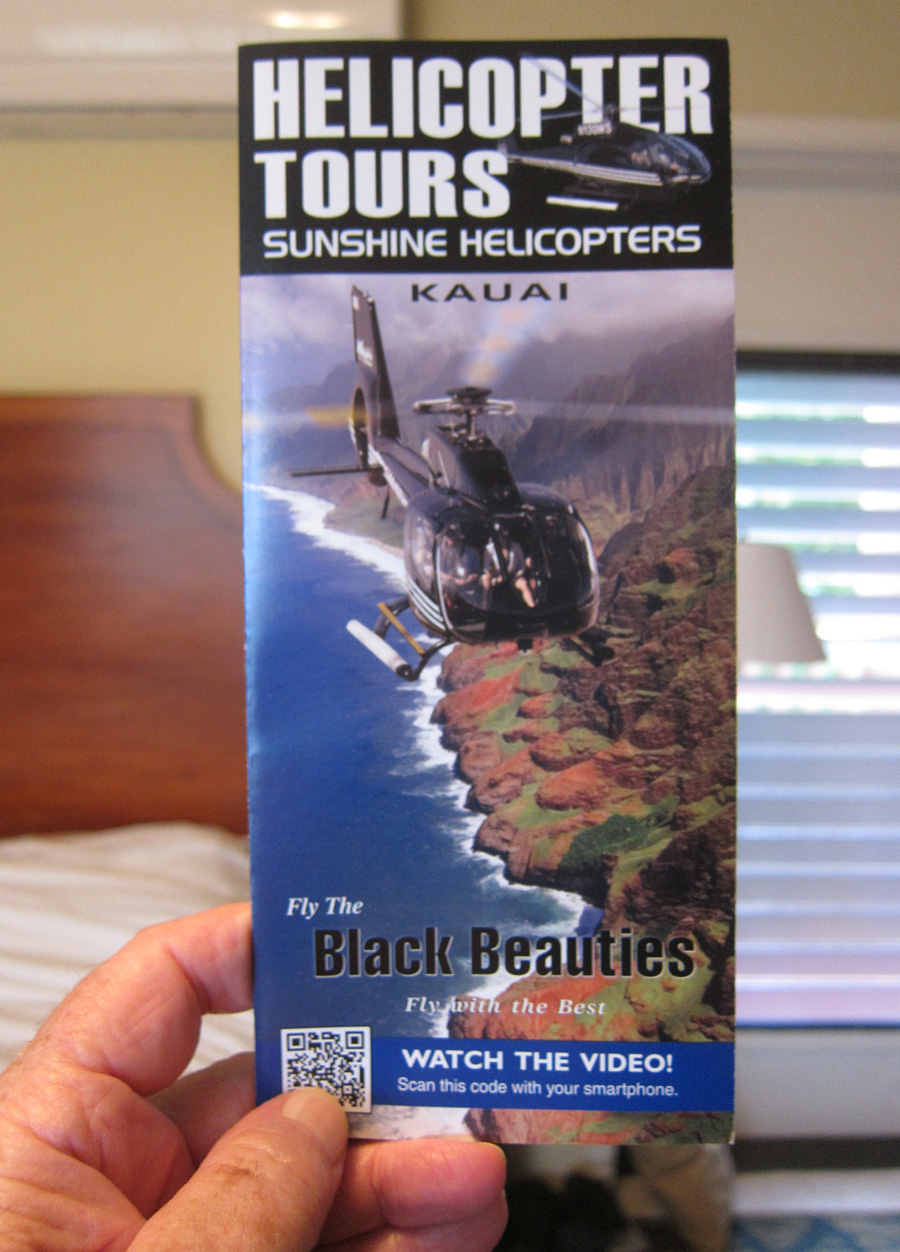 HELICOPTER
TOURS
SUNSHINE HELICOPTERS
KAUAI
Fly The
Black Beauties
Fly with the Best
WATCH THE VIDEO!
Scan this code with your smartphone.